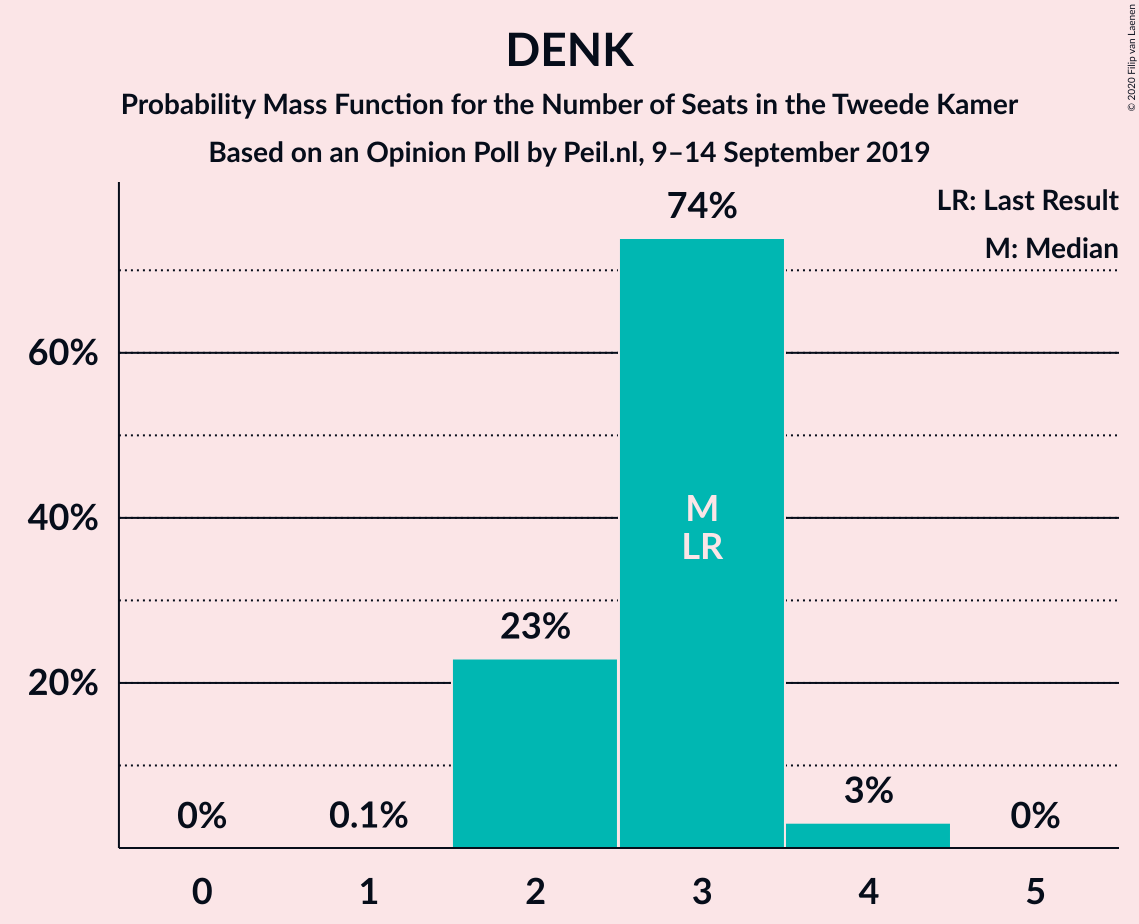 DENK
Probability Mass Function for the Number of Seats in the Tweede Kamer
Based on an Opinion Poll by Peil.nl, 9–14 September 2019
© 2020 Filip van Laenen
LR: Last Result
M: Median
74%
60%
M
40%
LR
23%
20%
3%
0%
0.1%
0%
0 1 2 3 4 5